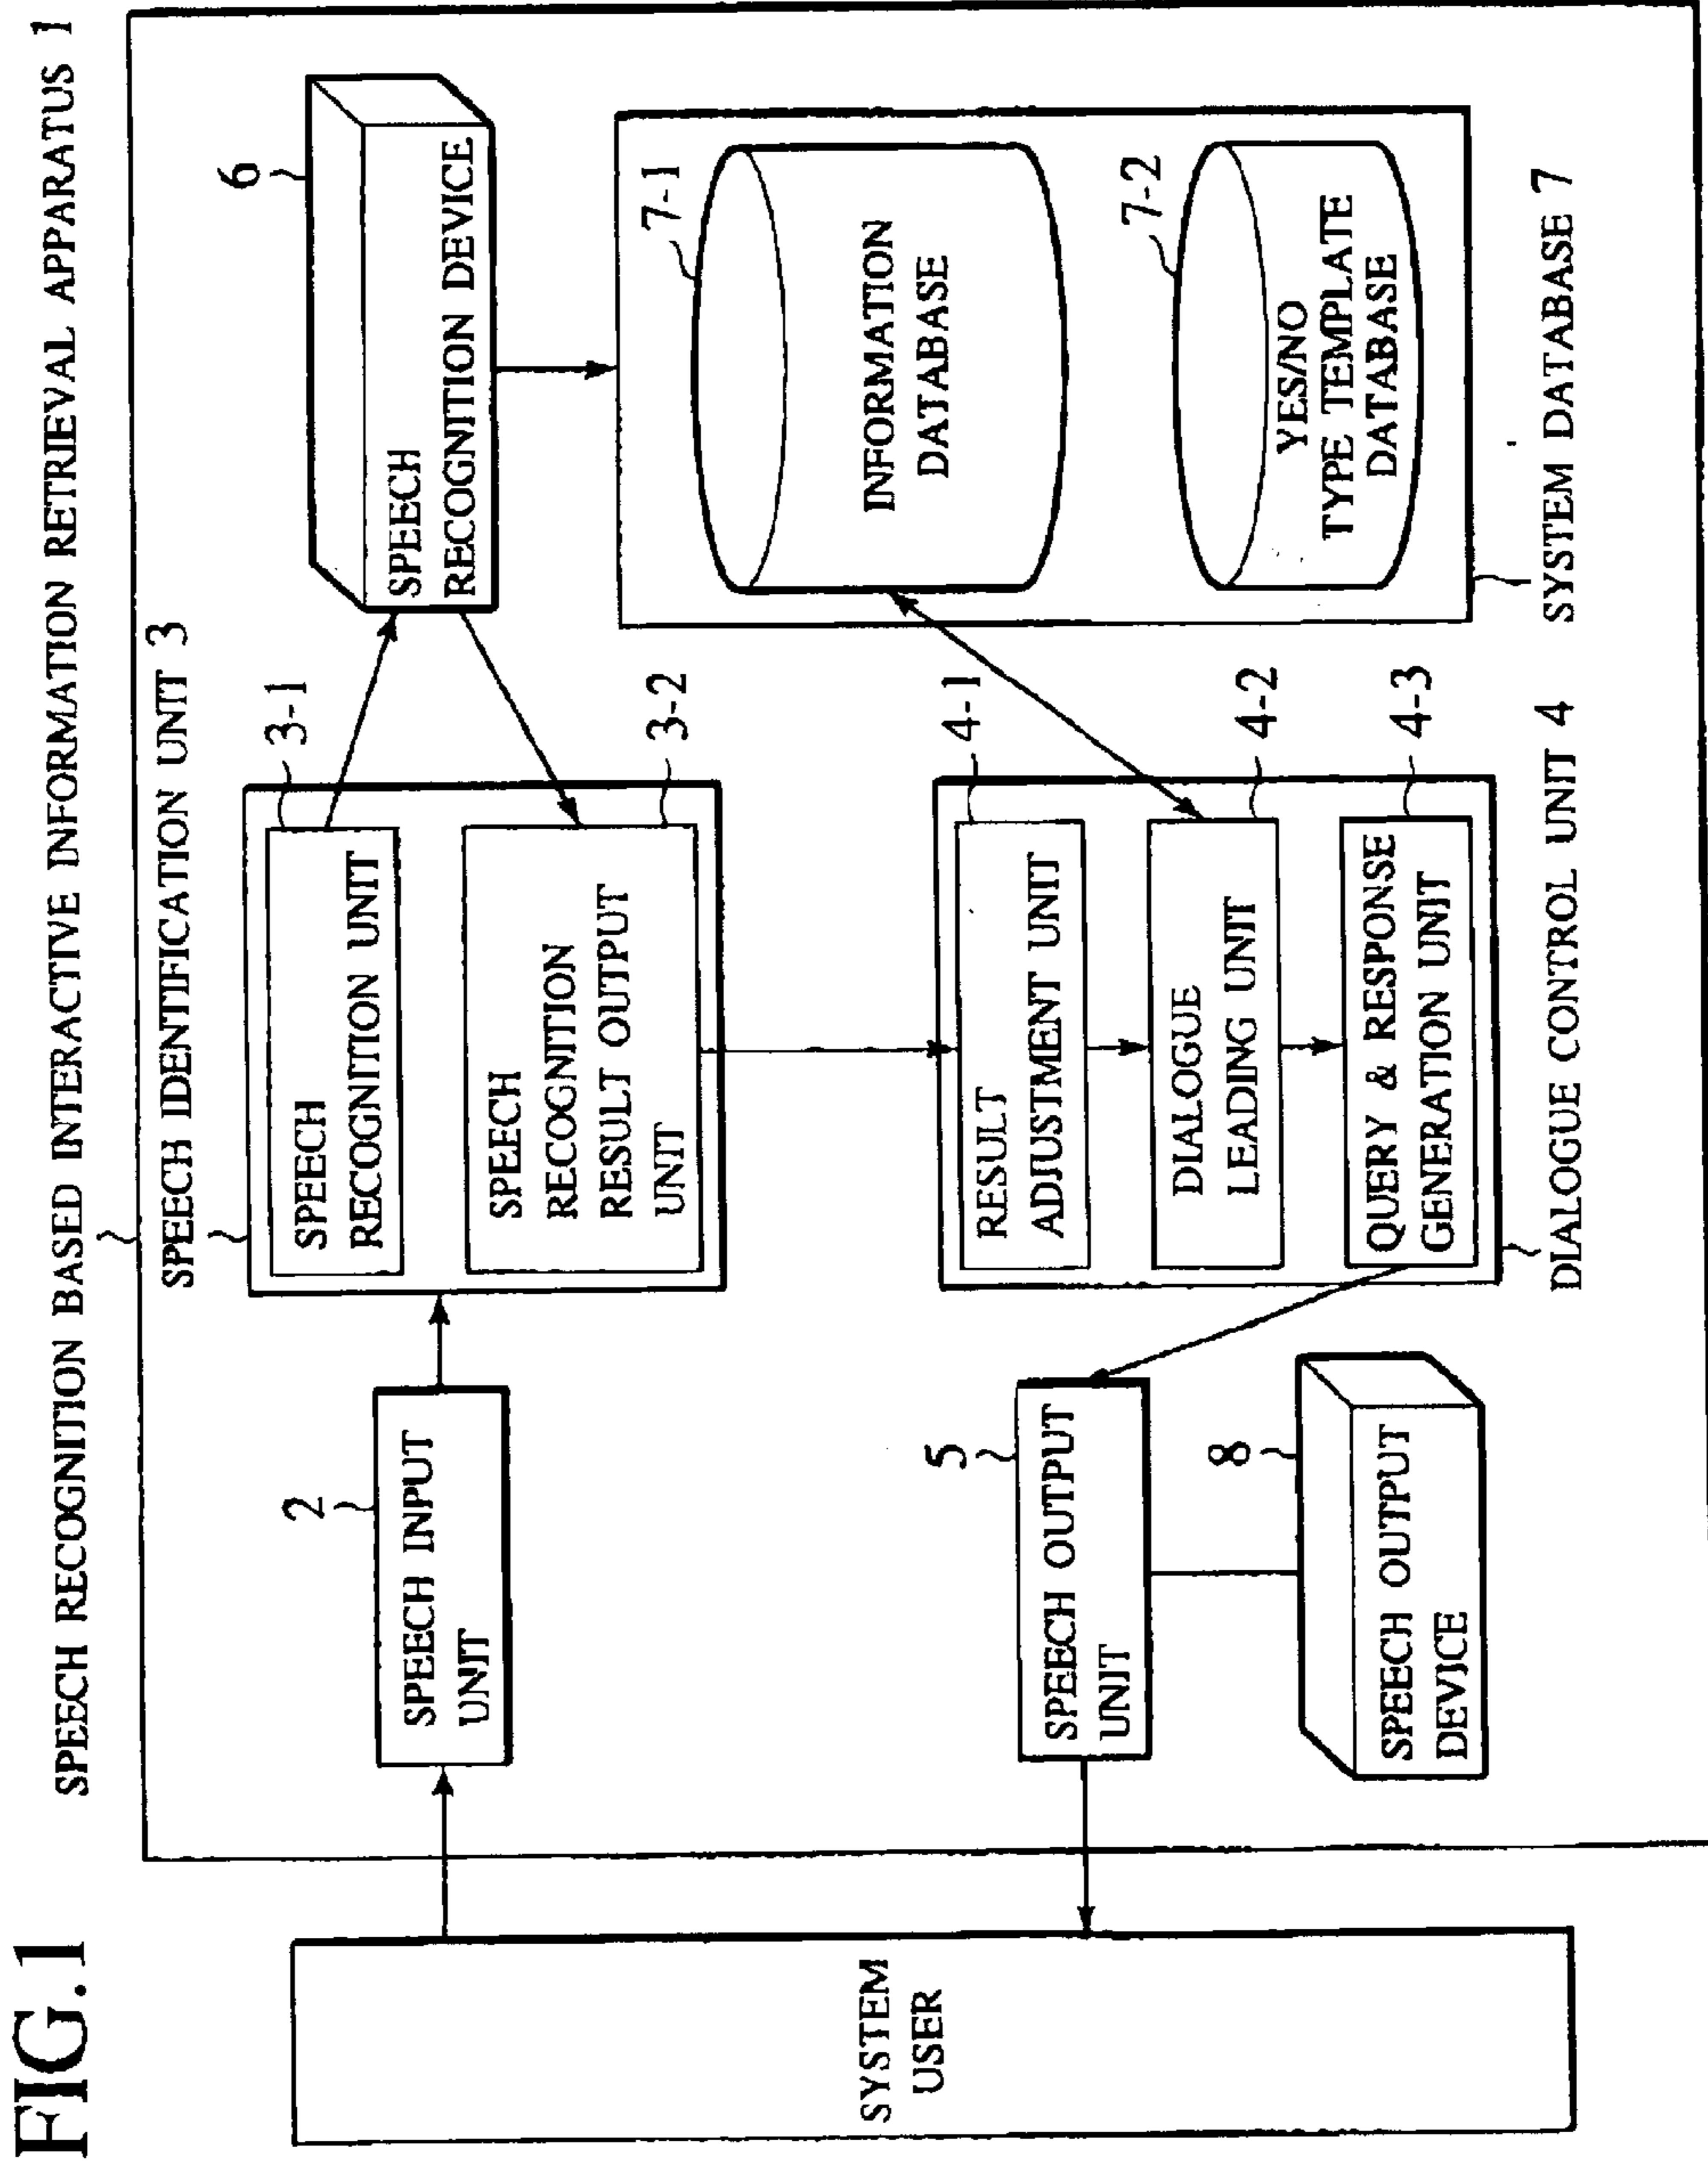 FIG.1
SPEECH RECOGNITION BASED INTERACTIVE INFORMATION RETRIEVAL APPARATUS 1
SPEECH IDENTIFICATION UNIT 3
SYSTEM
USER
2
SPEECH INPUT
UNIT
3-1
SPEECH
RECOGNITION UNIT
3-2
SPEECH
RECOGNITION
RESULT OUTPUT
UNIT
6
SPEECH
RECOGNITION DEVICE
7-1
INFORMATION
DATABASE
7-2
YES/NO
TYPE TEMPLATE
DATABASE
SYSTEM DATABASE 7
4-1
RESULT
ADJUSTMENT UNIT
4-2
DIALOGUE
LEADING UNIT
4-3
QUERY & RESPONSE
GENERATION UNIT
DIALOGUE CONTROL UNIT 4
5
SPEECH OUTPUT
UNIT
8
SPEECH OUTPUT
DEVICE